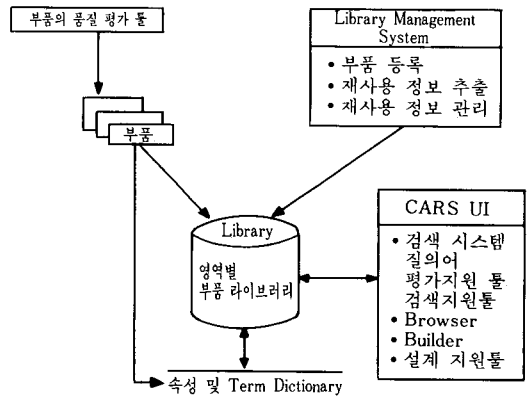 부품의 품질 평가 툴
Library Management
System
• 부품 등록
• 재사용 정보 추출
• 재사용 정보 관리
부품
Library
영역별
부품 라이브러리
CARS UI
• 검색 시스템
질의어
평가지원 툴
검색지원툴
• Browser
• Builder
• 설계 지원툴
속성 및 Term Dictionary